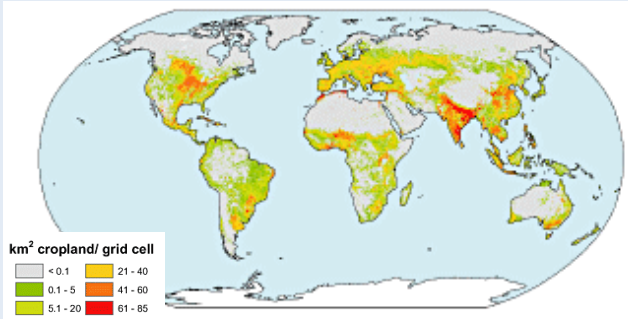 km² cropland/ grid cell
< 0.1
21 - 40
0.1 - 5
41 - 60
5.1 - 20
61 - 85